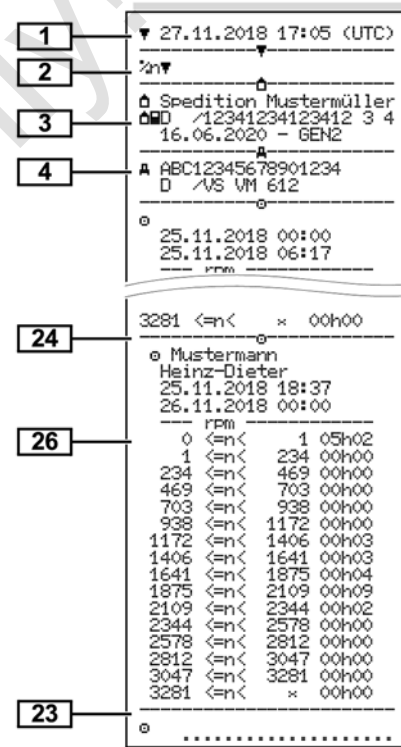 1 ▼ 27.11.2018 17:05 (UTC)
▼
2 %n▼
3 Spedition Mustermüller
D /12341234123412 3 4
16.06.2020 - GEN2
A
4 A ABC12345678901234
D /VS VM 612
25.11.2018 00:00
25.11.2018 06:17
--- rpm ---
3281 <=n< × 00h00
24
o Mustermann
Heinz-Dieter
25.11.2018 18:37
26.11.2018 00:00
26 --- rpm ---
0 <=n< 1 05h02
1 <=n< 234 00h00
234 <=n< 469 00h00
469 <=n< 703 00h00
703 <=n< 938 00h00
938 <=n< 1172 00h00
1172 <=n< 1406 00h03
1406 <=n< 1641 00h03
1641 <=n< 1875 00h04
1875 <=n< 2109 00h09
2109 <=n< 2344 00h02
2344 <=n< 2578 00h00
2578 <=n< 2812 00h00
2812 <=n< 3047 00h00
3047 <=n< 3281 00h00
3281 <=n< × 00h00
23
o ....................